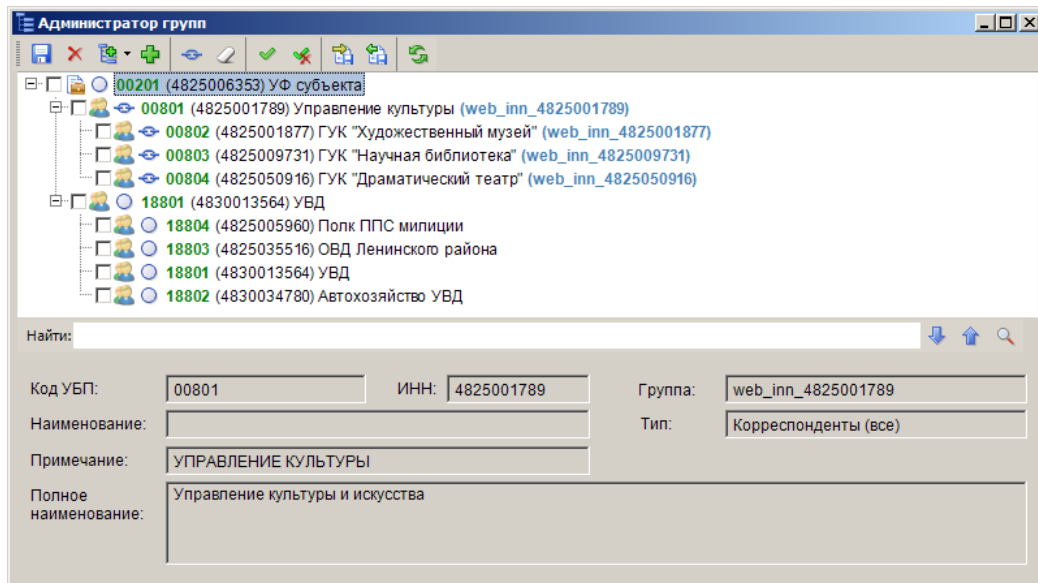 Администратор групп
00201 (4825006353) УФ субъекта
00801 (4825001789) Управление культуры (web_inn_4825001789)
00802 (4825001877) ГУК "Художественный музей" (web_inn_4825001877)
00803 (4825009731) ГУК "Научная библиотека" (web_inn_4825009731)
00804 (4825050916) ГУК "Драматический театр" (web_inn_4825050916)
18801 (4830013564) УВД
18804 (4825005960) Полк ППС милиции
18803 (4825035516) ОВД Ленинского района
18801 (4830013564) УВД
18802 (4830034780) Автохозяйство УВД
Найти:
Код УБП: 00801 ИНН: 4825001789 Группа: web_inn_4825001789
Наименование: Тип: Корреспонденты (все)
Примечание: УПРАВЛЕНИЕ КУЛЬТУРЫ
Полное наименование: Управление культуры и искусства